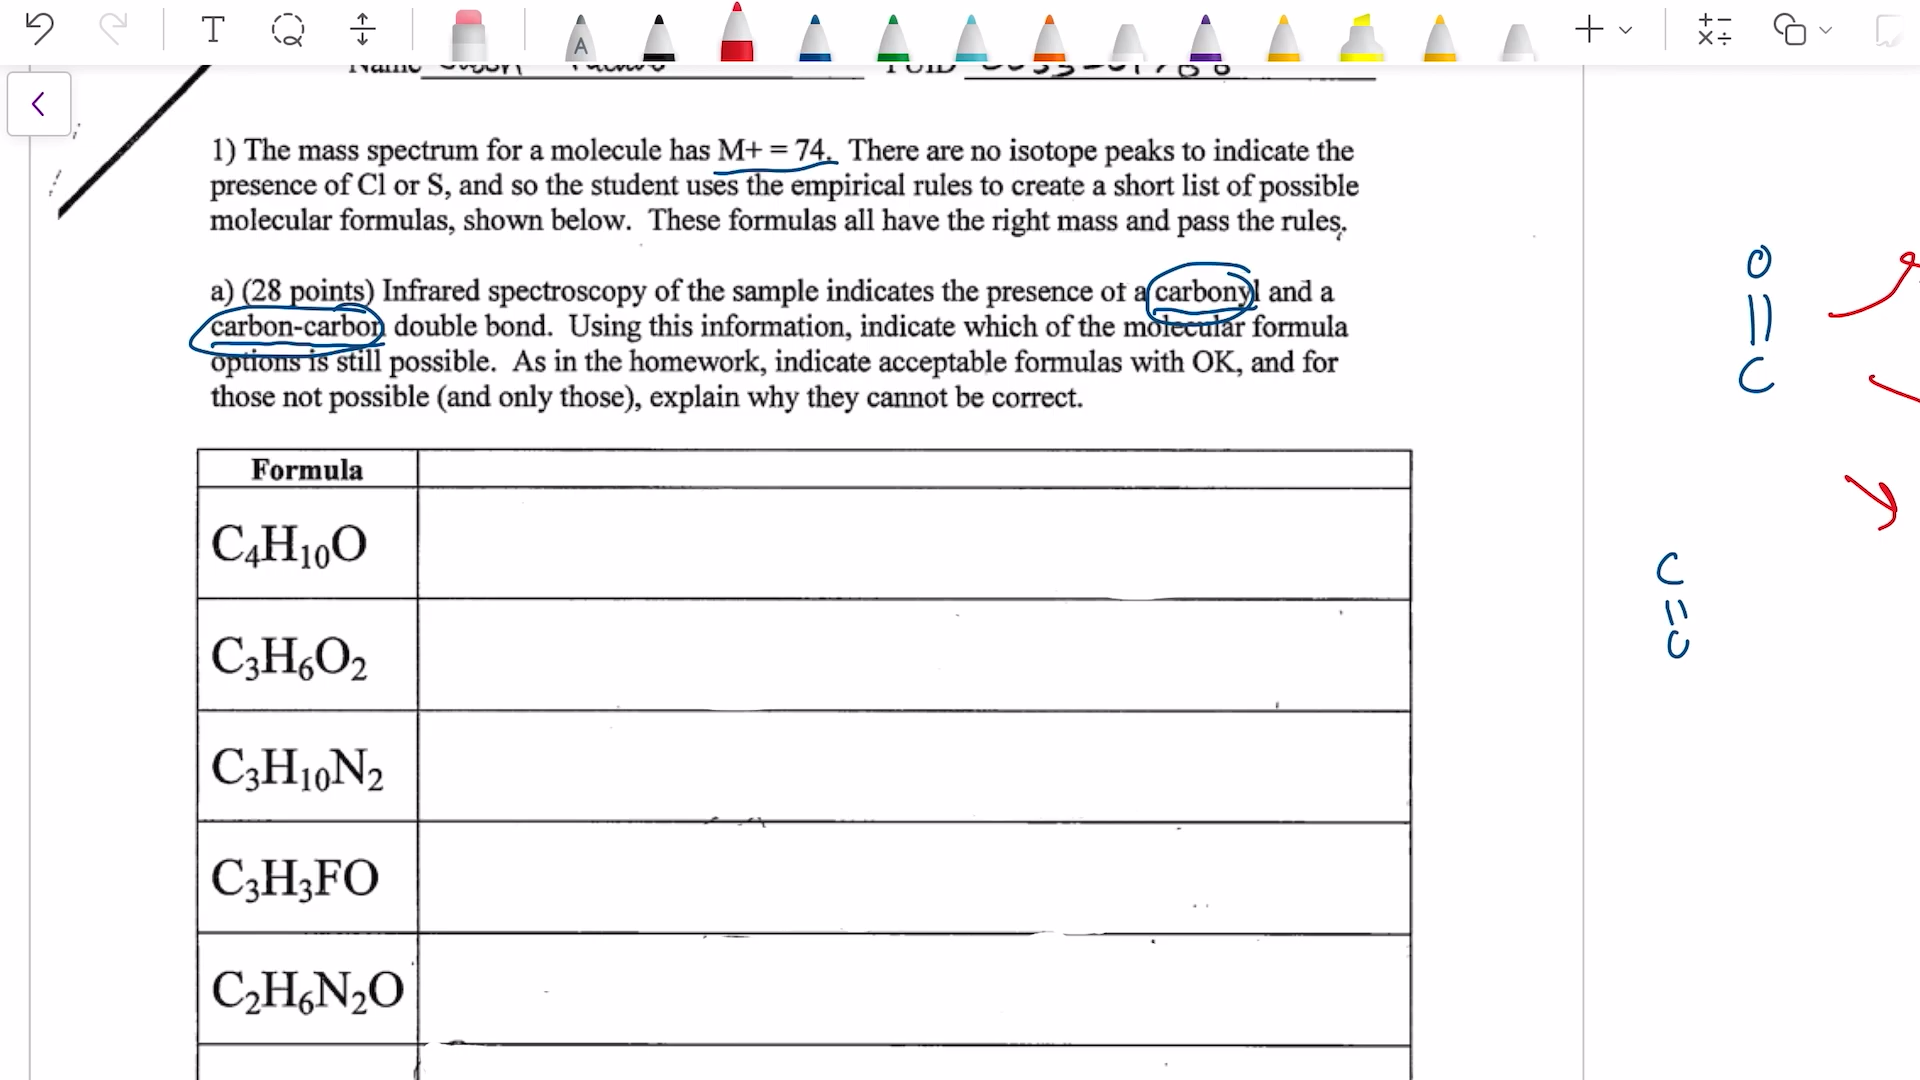 T
A
Name
1) The mass spectrum for a molecule has M+ = 74. There are no isotope peaks to indicate the
presence of Cl or S, and so the student uses the empirical rules to create a short list of possible
molecular formulas, shown below. These formulas all have the right mass and pass the rules.
a) (28 points) Infrared spectroscopy of the sample indicates the presence of a carbonyl and a
carbon-carbon double bond. Using this information, indicate which of the molecular formula
options is still possible. As in the homework, indicate acceptable formulas with OK, and for
those not possible (and only those), explain why they cannot be correct.
Formula
C₄H₁₀O
C₃H₆O₂
C₃H₁₀N₂
C₃H₃FO
C₂H₆N₂O
O
||
C
C
||